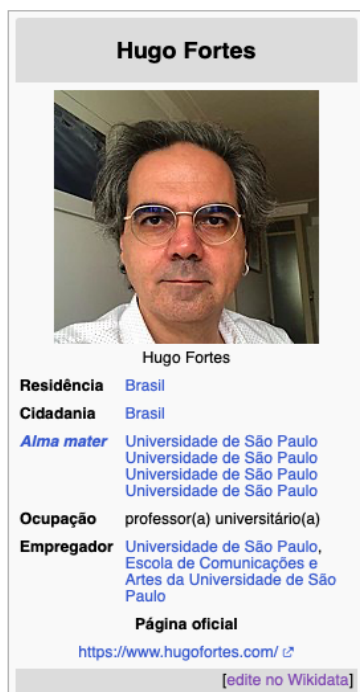 Hugo Fortes
Hugo Fortes
Residência Brasil
Cidadania Brasil
Alma mater Universidade de São Paulo
Universidade de São Paulo
Universidade de São Paulo
Universidade de São Paulo
Ocupação professor(a) universitário(a)
Empregador Universidade de São Paulo,
Escola de Comunicações e
Artes da Universidade de São
Paulo
Página oficial
https://www.hugofortes.com/
[edite no Wikidata]